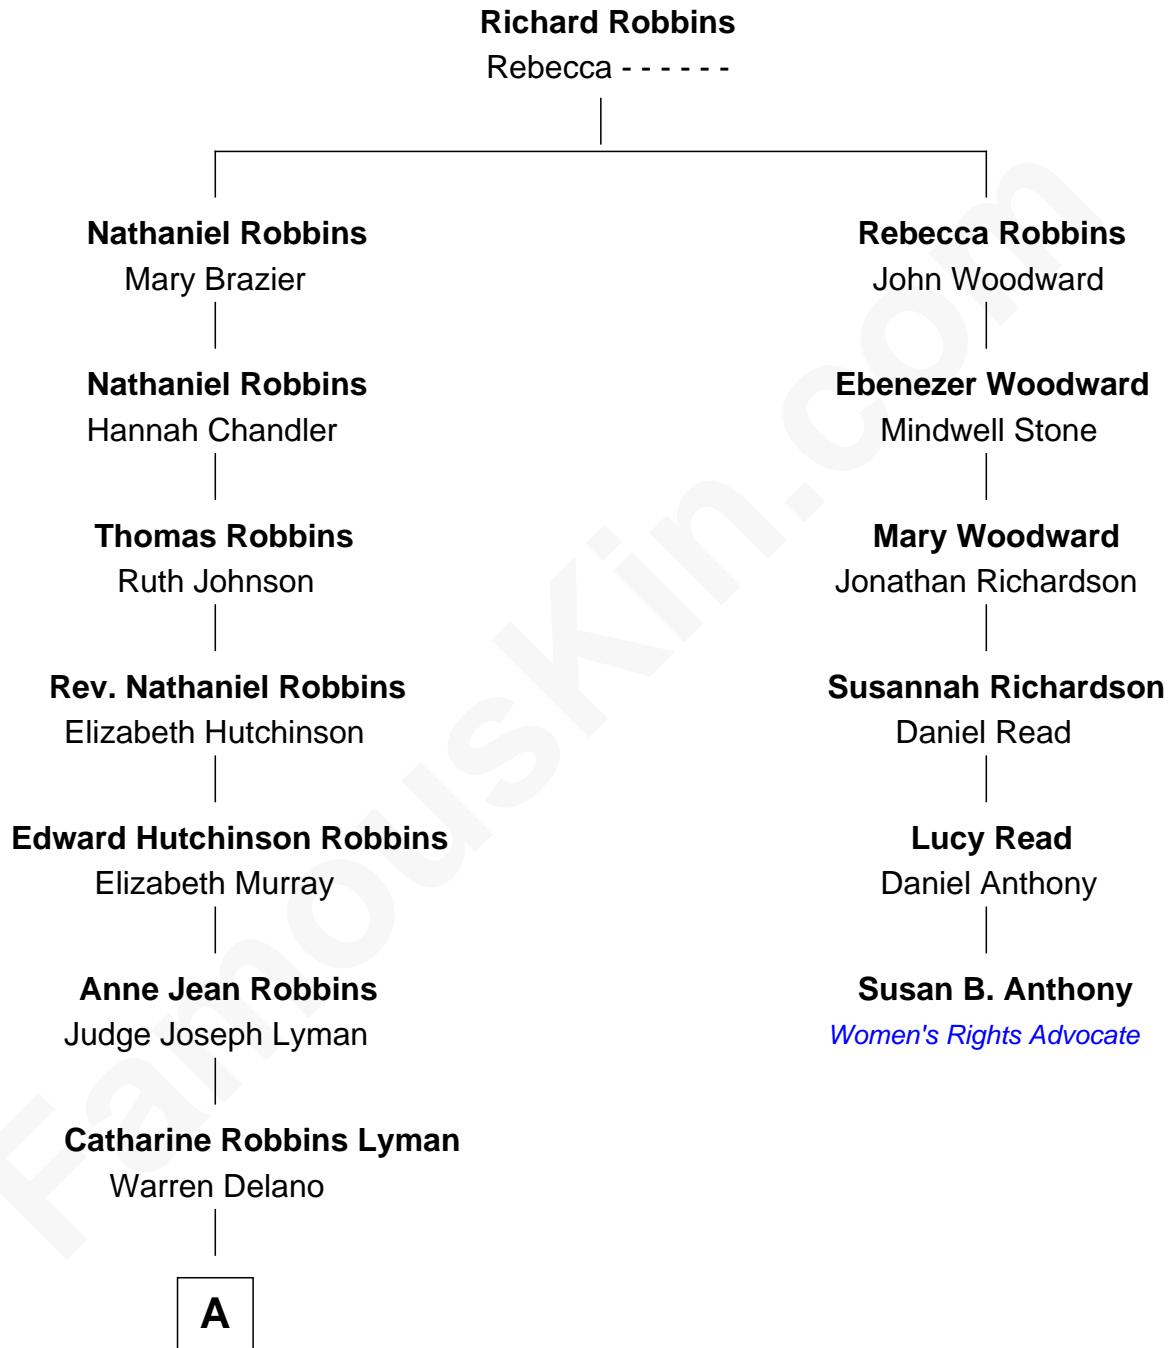 Richard Robbins
Rebecca - - - - - -
Nathaniel Robbins
Mary Brazier
Rebecca Robbins
John Woodward
Nathaniel Robbins
Hannah Chandler
Ebenezer Woodward
Mindwell Stone
Thomas Robbins
Ruth Johnson
Mary Woodward
Jonathan Richardson
Rev. Nathaniel Robbins
Elizabeth Hutchinson
Susannah Richardson
Daniel Read
Edward Hutchinson Robbins
Elizabeth Murray
Lucy Read
Daniel Anthony
Anne Jean Robbins
Judge Joseph Lyman
Susan B. Anthony
Women's Rights Advocate
Catharine Robbins Lyman
Warren Delano
A
FamousKin.com